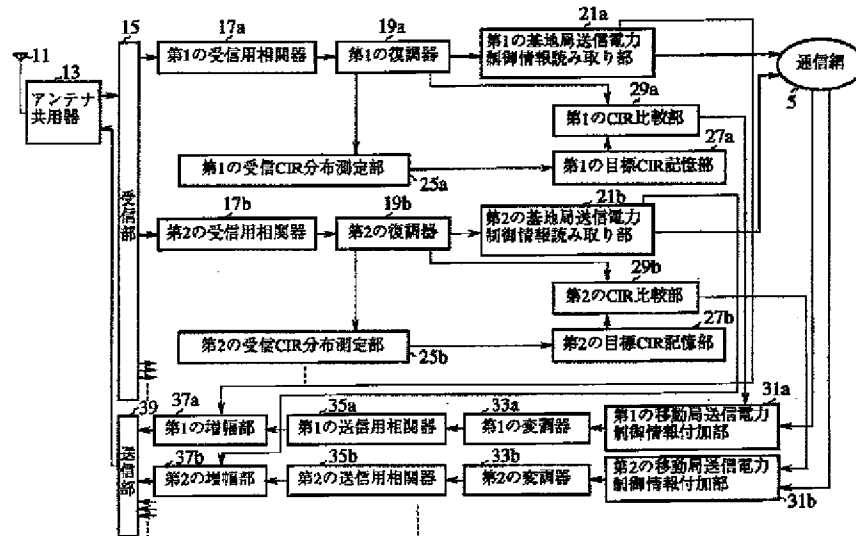 11
13
アンテナ
共用器
15
受信部
17a
第1の受信用相関器
19a
第1の復調器
21a
第1の基地局送信電力
制御情報読み取り部
通信網
5
29a
第1のCIR比較部
27a
第1の目標CIR記憶部
第1の受信CIR分布測定部
25a
17b
第2の受信用相関器
19b
第2の復調器
21b
第2の基地局送信電力
制御情報読み取り部
29b
第2のCIR比較部
27b
第2の目標CIR記憶部
第2の受信CIR分布測定部
25b
39
送信部
37a
第1の増幅部
35a
第1の送信用相関器
33a
第1の変調器
31a
第1の移動局送信電力
制御情報付加部
37b
第2の増幅部
35b
第2の送信用相関器
33b
第2の変調器
第2の移動局送信電力
制御情報付加部
31b